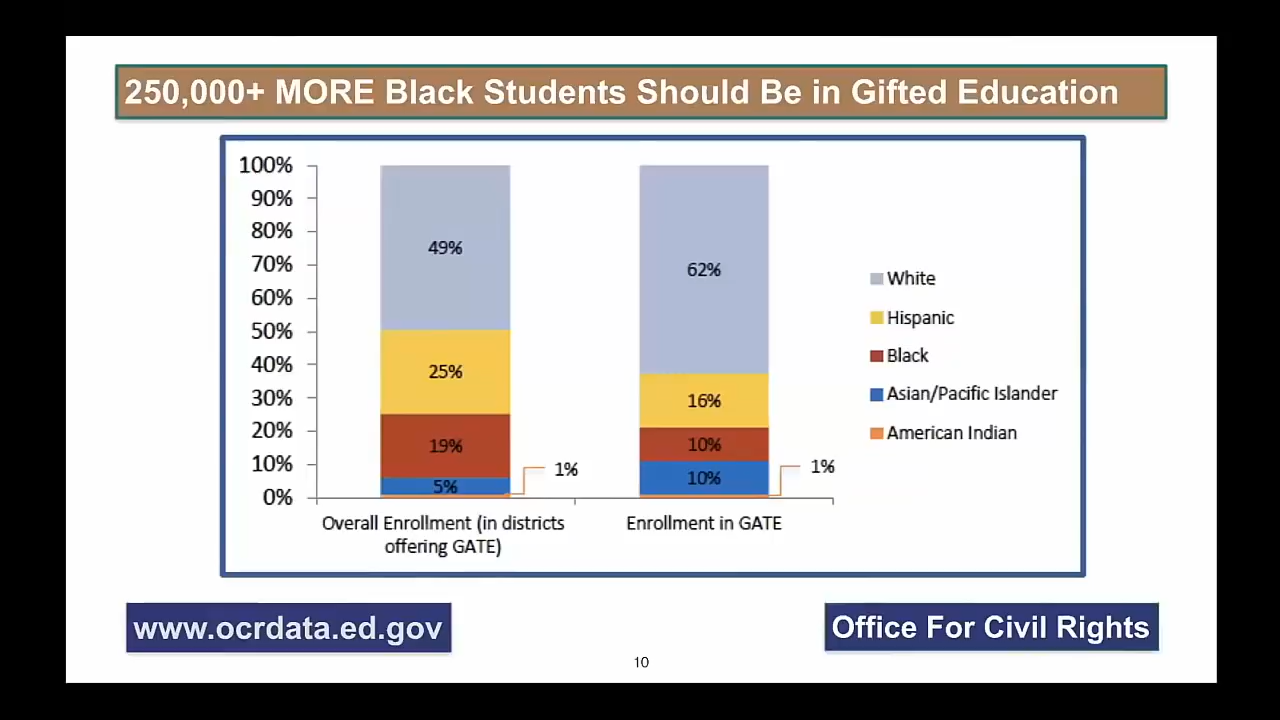 250,000+ MORE Black Students Should Be in Gifted Education
100%
90%
80%
70%
60%
50%
40%
30%
20%
10%
0%
49%
25%
19%
5%
1%
62%
16%
10%
10%
1%
Overall Enrollment (in districts
offering GATE)
Enrollment in GATE
White
Hispanic
Black
Asian/Pacific Islander
American Indian
www.ocrdata.ed.gov
Office For Civil Rights
10